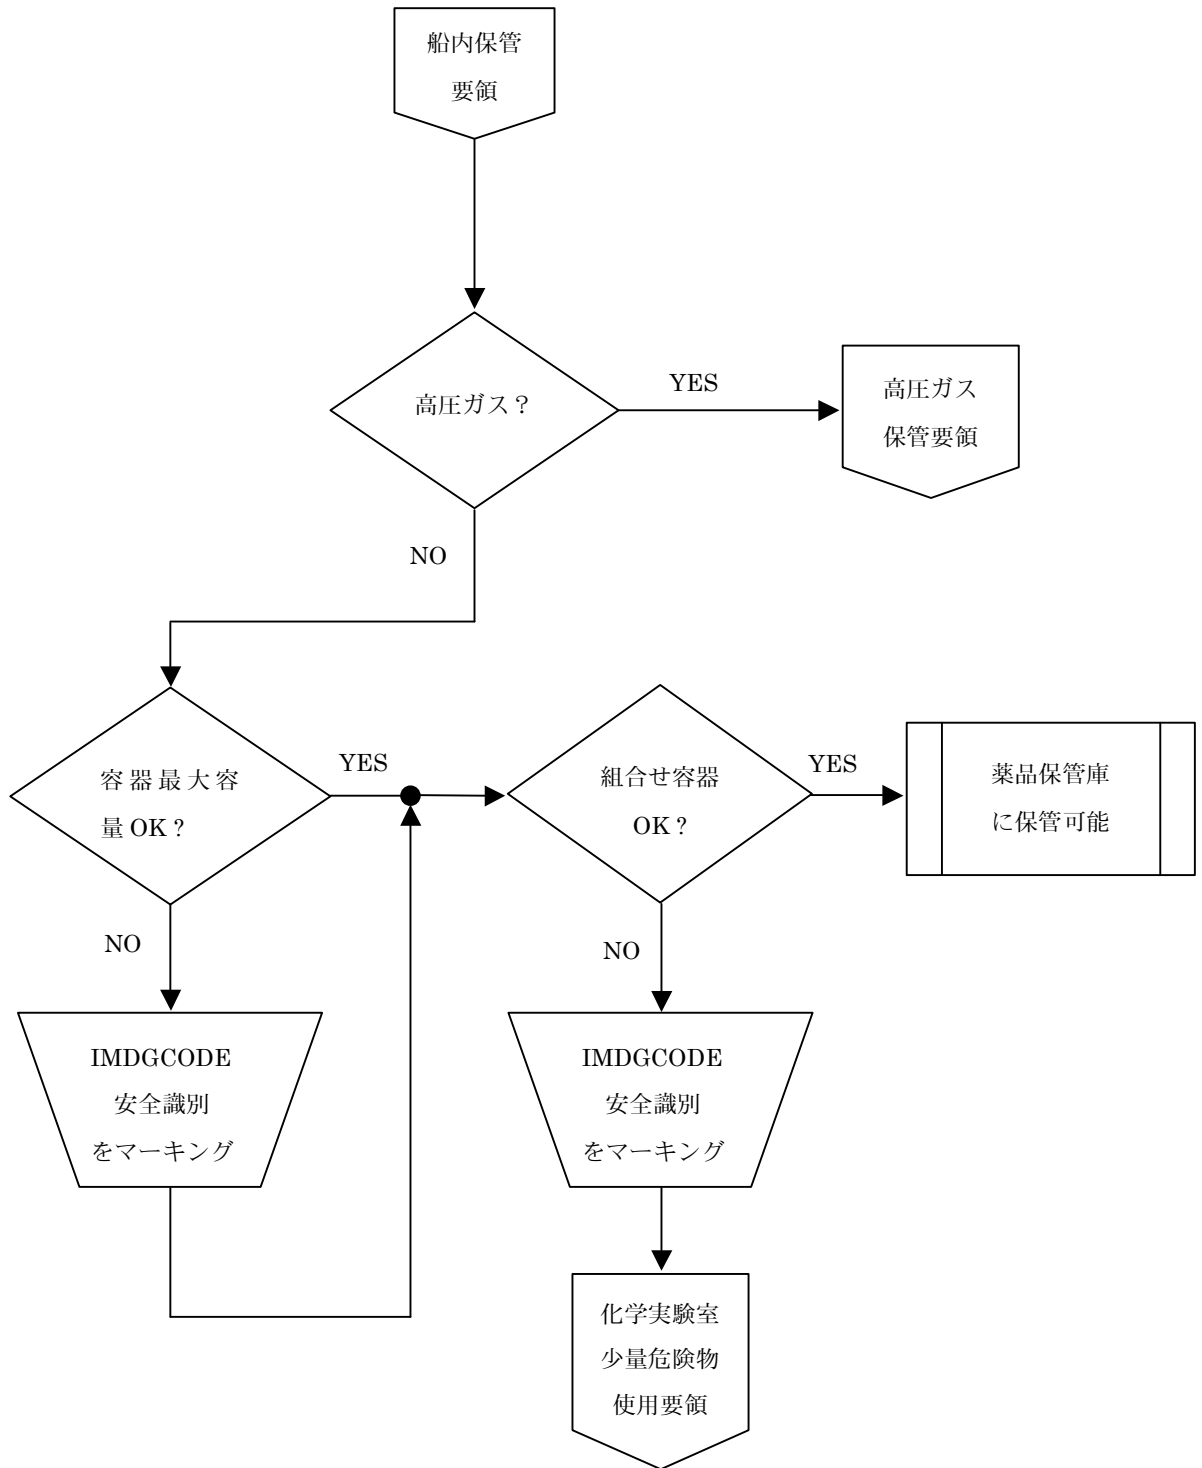 船内保管
要領
高圧ガス？
YES
高圧ガス
保管要領
NO
容器最大容
量 OK？
YES
組合せ容器
OK？
YES
薬品保管庫
に保管可能
NO
IMDGCODE
安全識別
をマーキング
NO
IMDGCODE
安全識別
をマーキング
化学実験室
少量危険物
使用要領